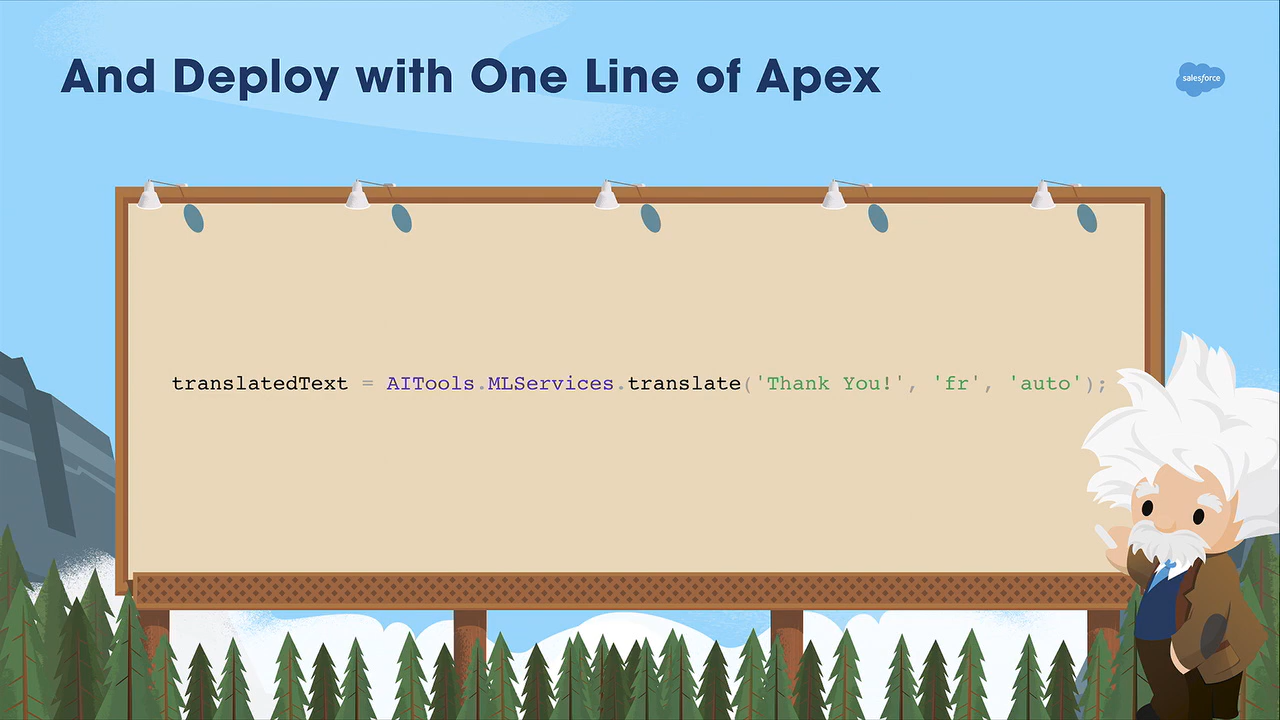 And Deploy with One Line of Apex
salesforce
translatedText = AITools.MLServices.translate('Thank You!', 'fr', 'auto');